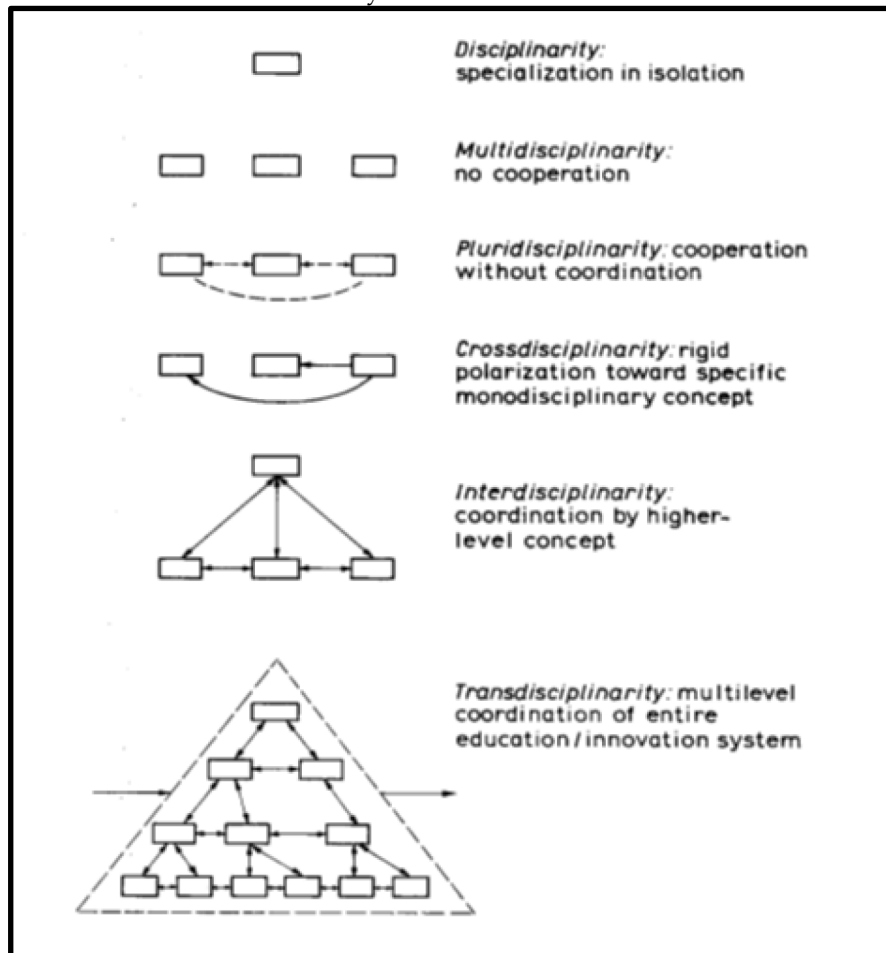 Disciplinarity:
specialization in isolation
Multidisciplinarity:
no cooperation
Pluridisciplinarity: cooperation
without coordination
Crossdisciplinarity: rigid
polarization toward specific
monodisciplinary concept
Interdisciplinarity:
coordination by higher-
level concept
Transdisciplinarity: multilevel
coordination of entire
education/innovation system